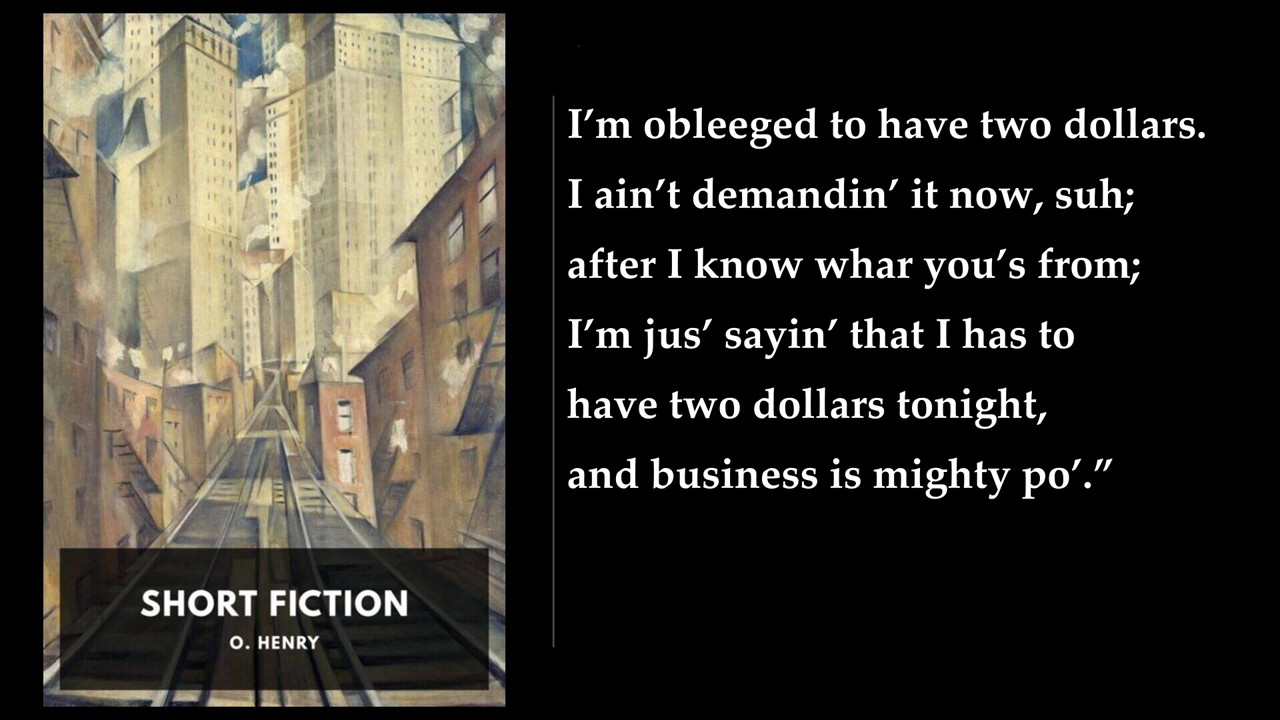 I’m obleeged to have two dollars.
I ain’t demandin’ it now, suh;
after I know whar you’s from;
I’m jus’ sayin’ that I has to
have two dollars tonight,
and business is mighty po’.”
SHORT FICTION
O. HENRY